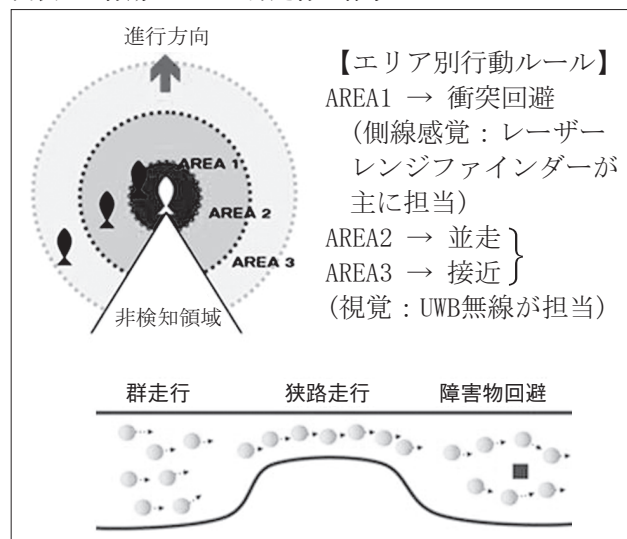 進行方向
AREA 1
AREA 2
AREA 3
非検知領域
【エリア別行動ルール】
AREA1 → 衝突回避
(側線感覚：レーザー
レンジファインダーが
主に担当)
AREA2 → 並走
AREA3 → 接近
(視覚：UWB無線が担当)
群走行
狭路走行
障害物回避